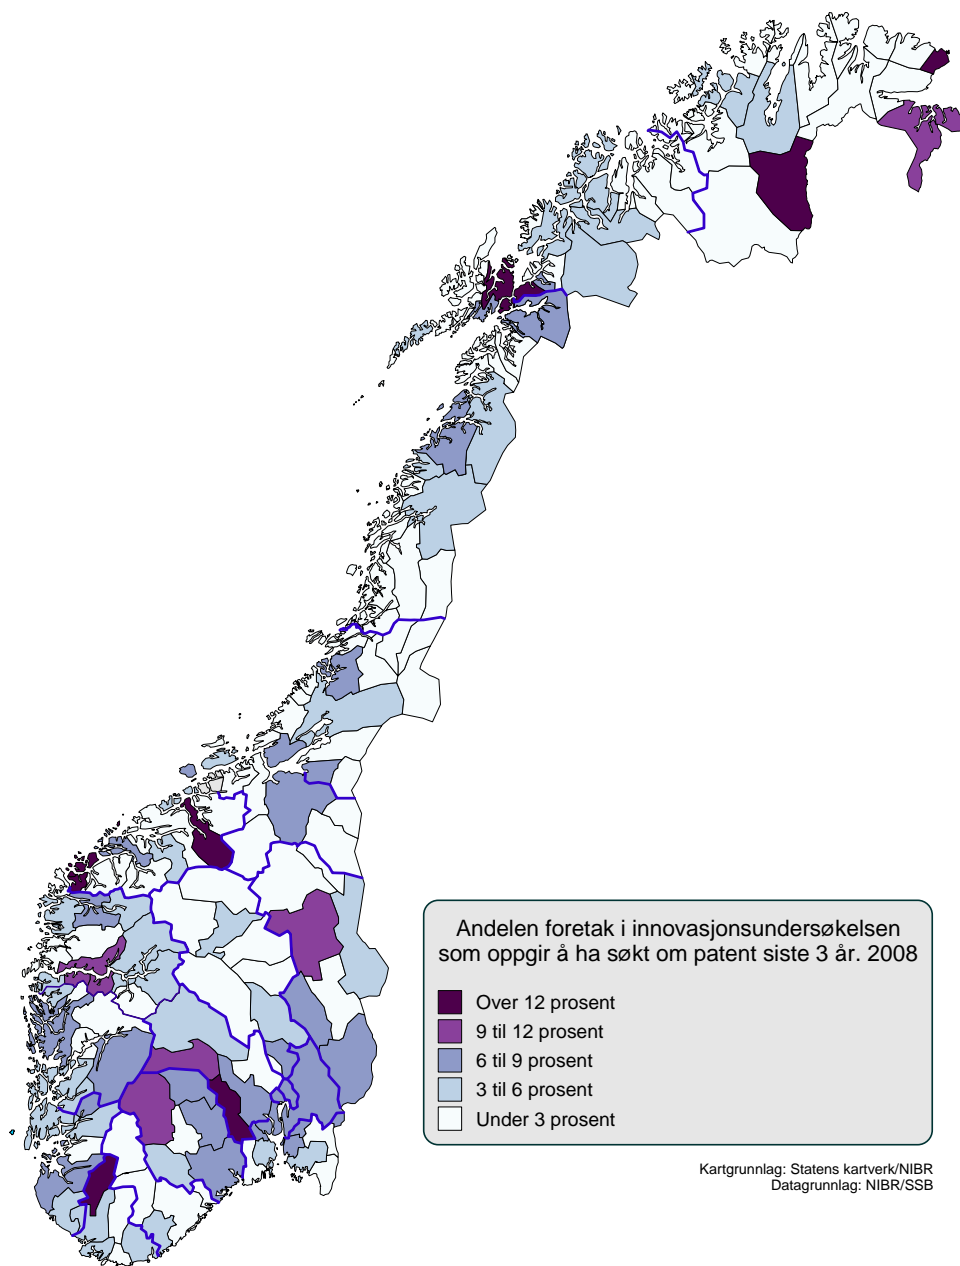 Andelen foretak i innovasjonsundersøkelsen
som oppgir å ha søkt om patent siste 3 år. 2008
Over 12 prosent
9 til 12 prosent
6 til 9 prosent
3 til 6 prosent
Under 3 prosent
Kartgrunnlag: Statens kartverk/NIBR
Datagrunnlag: NIBR/SSB